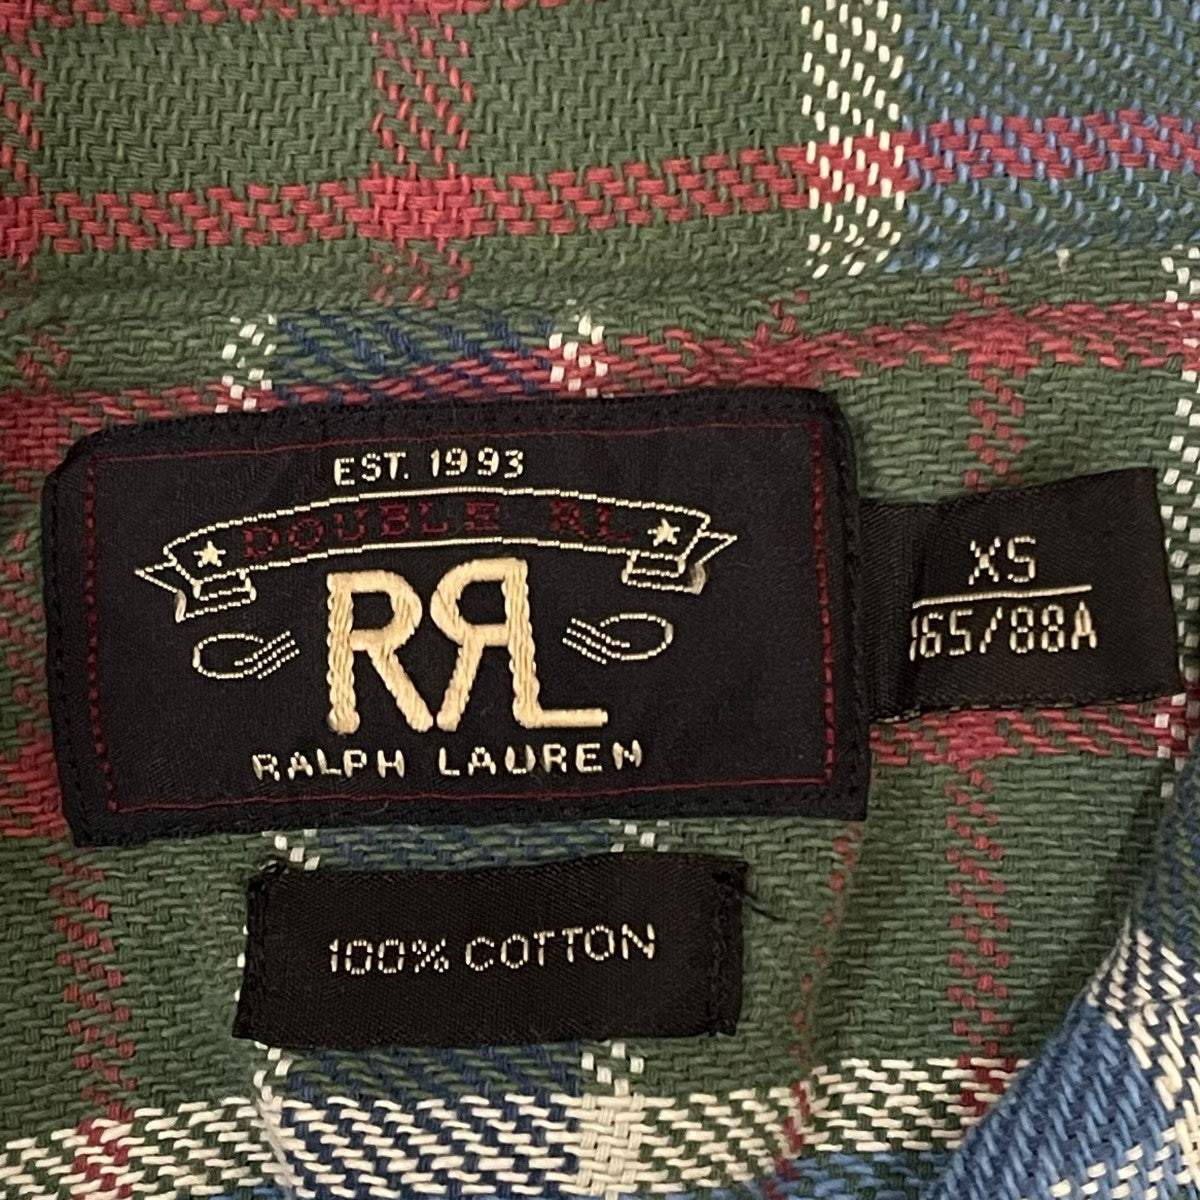 EST. 1993
DOUBLE RL
RRL
RALPH LAUREN
XS
165/88A
100% COTTON